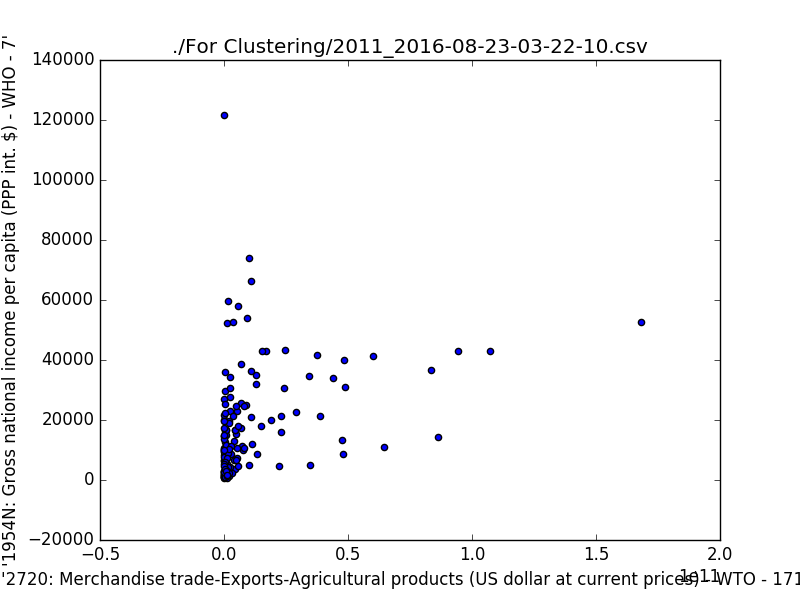 ./For Clustering/2011_2016-08-23-03-22-10.csv
'1954N: Gross national income per capita (PPP int. $) - WHO - 7'
140000
120000
100000
80000
60000
40000
20000
0
−20000
−0.5 0.0 0.5 1.0 1.5 2.0
1e11
'2720: Merchandise trade-Exports-Agricultural products (US dollar at current prices) - WTO - 171